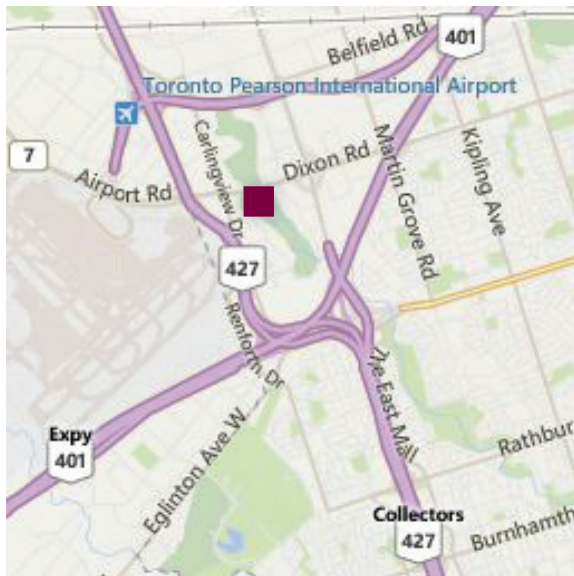 Belfield Rd
401
Toronto Pearson International Airport
7
Carlingview Dr
Dixon Rd
Martin Grove Rd
Kipling Ave
Airport Rd
427
Renforth Dr
The East Mall
Expy
401
Eglinton Ave W
Rathbur
Collectors
427
Burnhamth